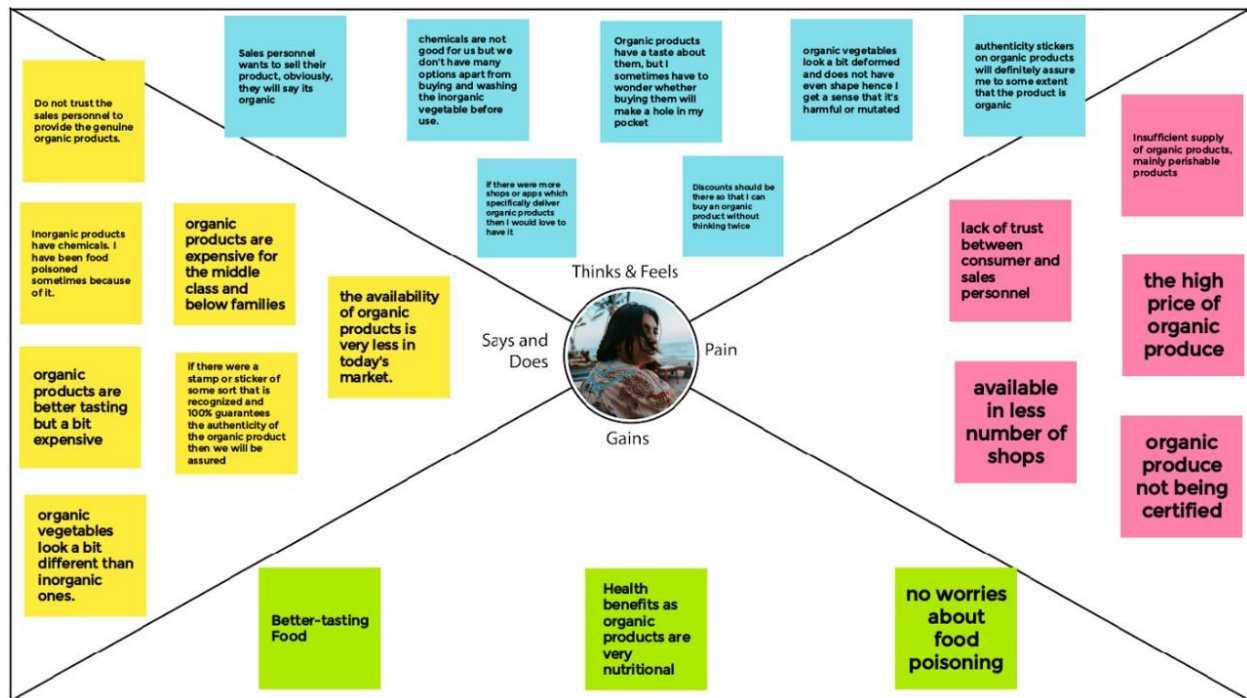 Sales personnel
wants to sell their
product, obviously,
they will say its
organic
chemicals are not
good for us but we
don't have many
options apart from
buying and washing
the inorganic
vegetable before
use.
Organic products
have a taste about
them, but I
sometimes have to
wonder whether
buying them will
make a hole in my
pocket
organic vegetables
look a bit deformed
and does not have
even shape hence I
get a sense that it's
harmful or mutated
authenticity stickers
on organic products
will definitely assure
me to some extent
that the product is
organic
if there were more
shops or apps which
specifically deliver
organic products
then I would love to
have it
Discounts should be
there so that I can
buy an organic
product without
thinking twice
Thinks & Feels
Do not trust the
sales personnel to
provide the genuine
organic products.
Inorganic products
have chemicals. I
have been food
poisoned
sometimes because
of it.
organic
products are
expensive for
the middle
class and
below families
the availability
of organic
products is
very less in
today's
market.
organic
products are
better tasting
but a bit
expensive
if there were a
stamp or sticker of
some sort that is
recognized and
100% guarantees
the authenticity of
the organic product
then we will be
assured
organic
vegetables
look a bit
different than
inorganic
ones.
Says and
Does
Pain
Insufficient supply
of organic products,
mainly perishable
products
lack of trust
between
consumer and
sales
personnel
the high
price of
organic
produce
available
in less
number of
shops
organic
produce
not being
certified
Gains
Better-tasting
Food
Health
benefits as
organic
products are
very
nutritional
no worries
about
food
poisoning